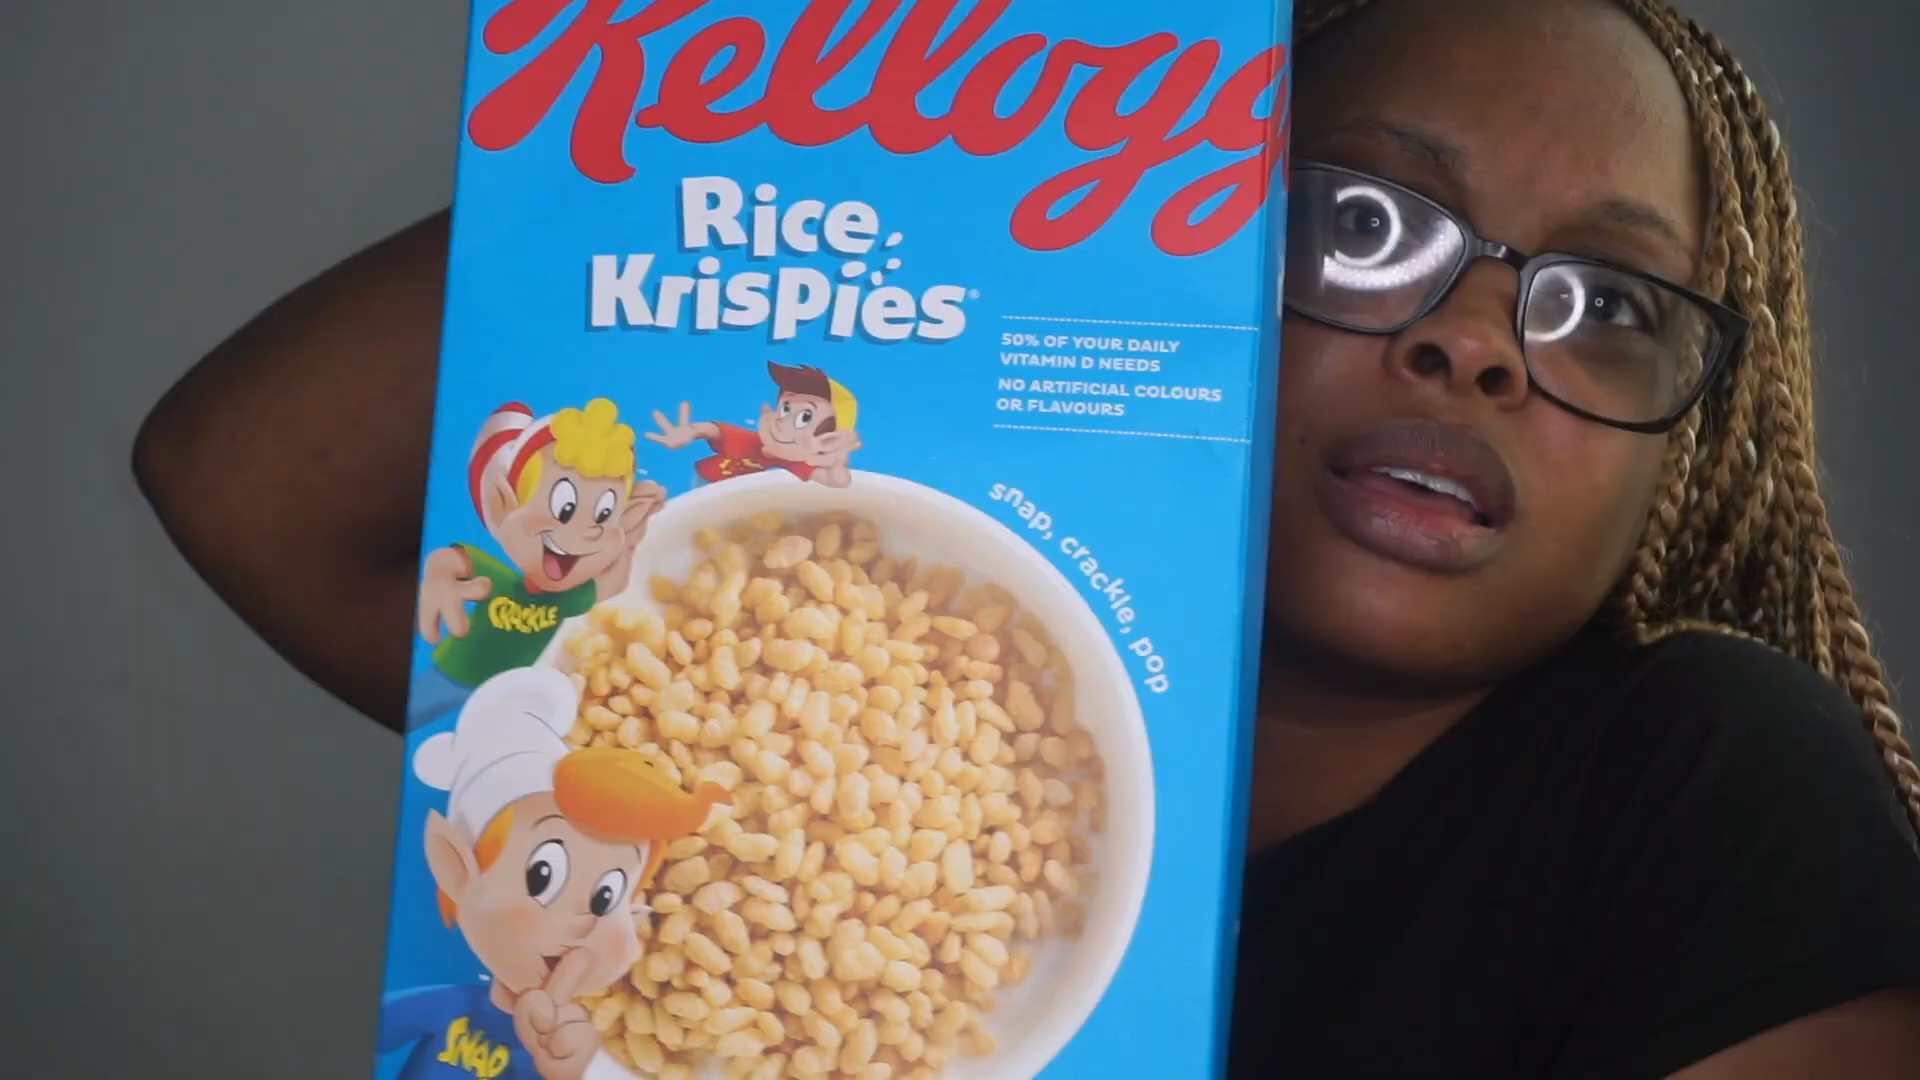 Kellogg
Rice
Krispies®
50% OF YOUR DAILY
VITAMIN D NEEDS
NO ARTIFICIAL COLOURS
OR FLAVOURS
snap, crackle, pop
CRACKLE
SNAP